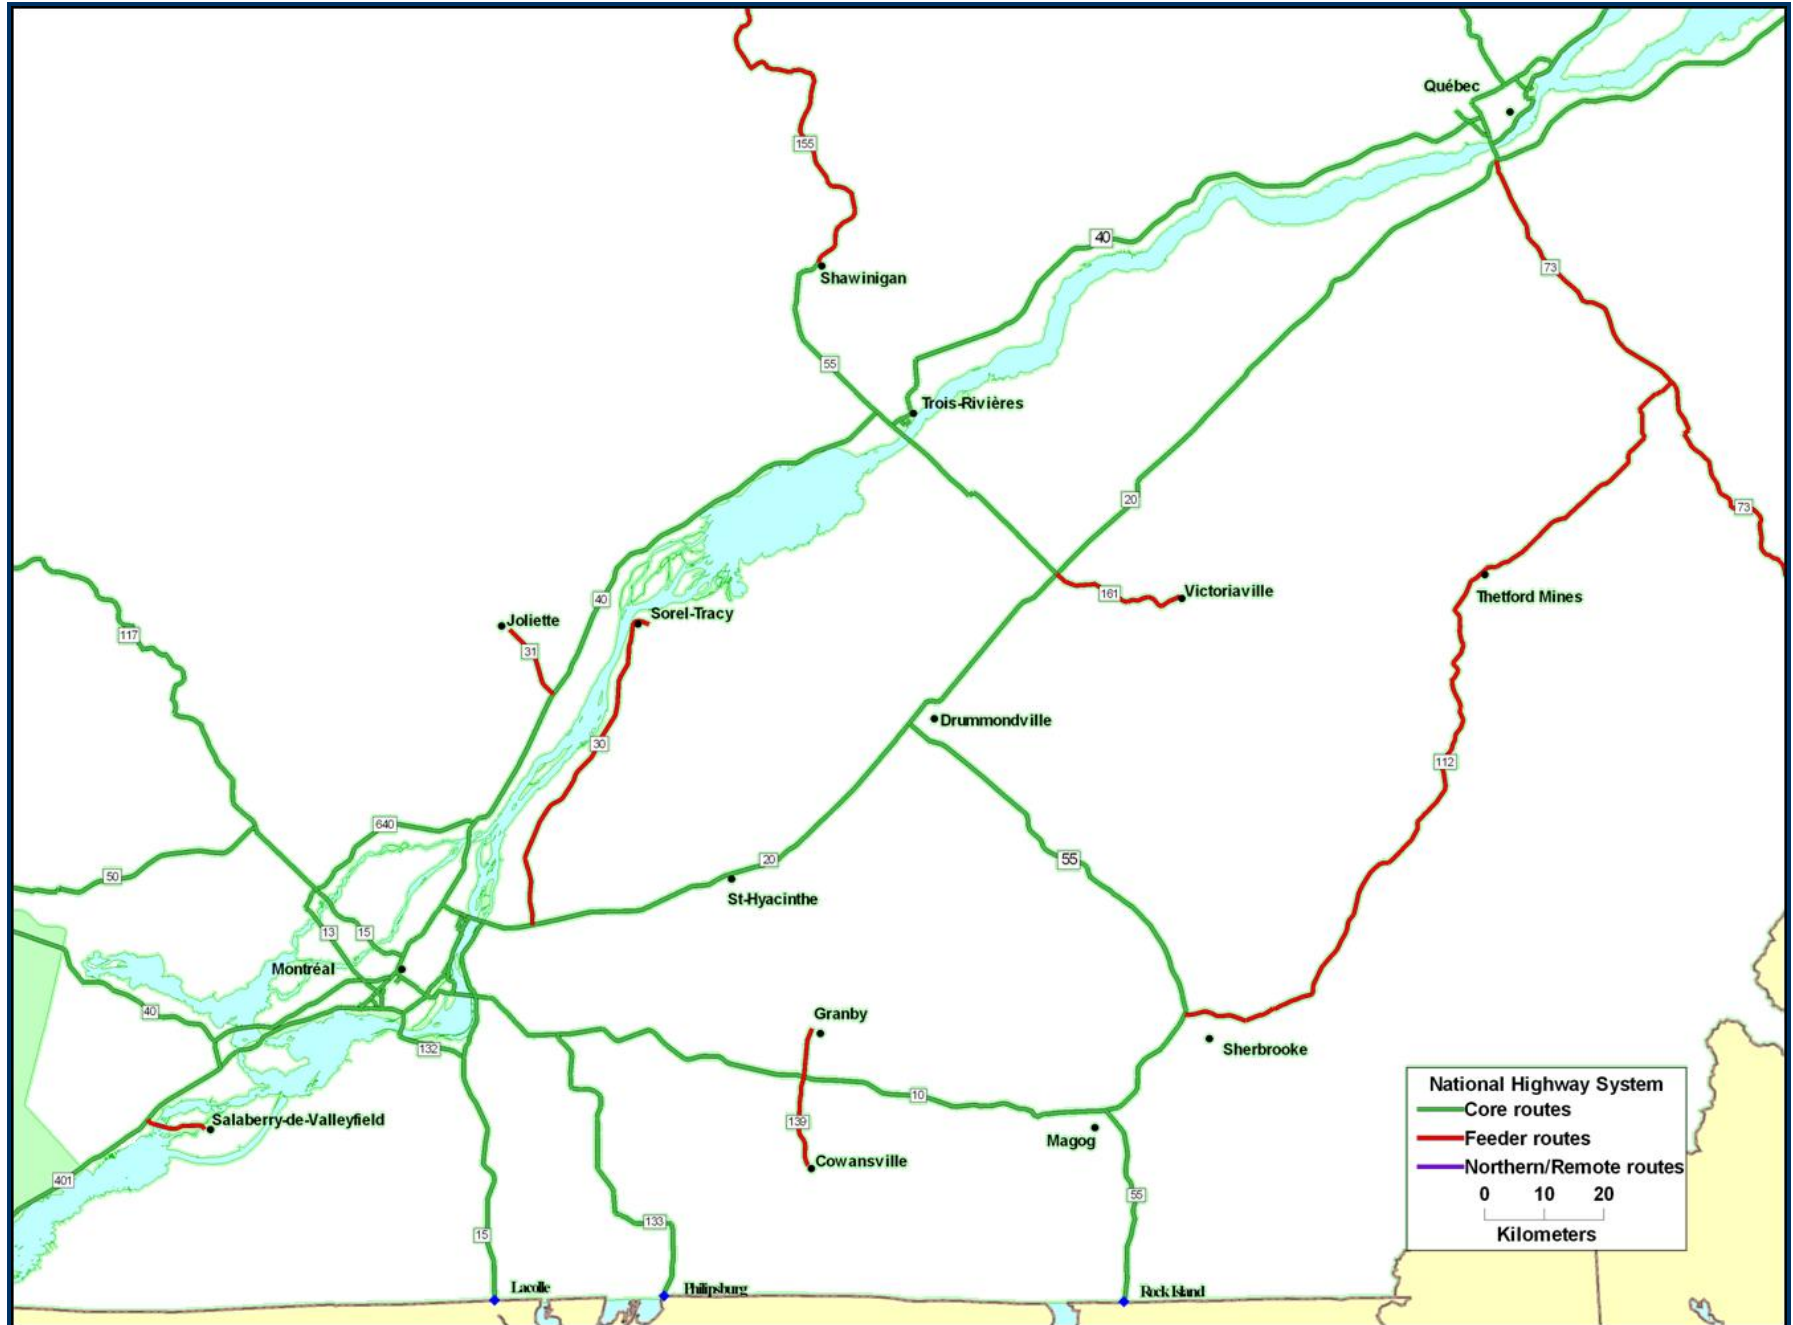 Québec
155
40
Shawinigan
73
55
Trois-Rivières
20
73
40
161
Victoriaville
Thetford Mines
Joliette
Sorel-Tracy
117
31
30
Drummondville
112
640
50
20
55
St-Hyacinthe
13
15
Montréal
40
Granby
132
Sherbrooke
10
Salaberry-de-Valleyfield
139
Magog
Cowansville
401
55
133
15
Lacolle
Philipsburg
Rock Island
National Highway System
Core routes
Feeder routes
Northern/Remote routes
0 10 20
Kilometers